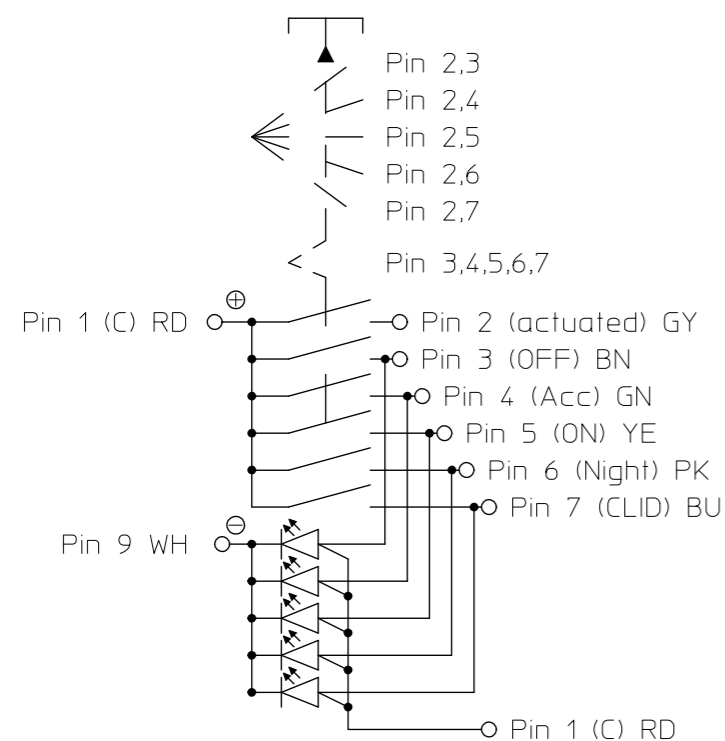 Pin 2,3
Pin 2,4
Pin 2,5
Pin 2,6
Pin 2,7
Pin 3,4,5,6,7
Pin 1 (C) RD
Pin 2 (actuated) GY
Pin 3 (OFF) BN
Pin 4 (Acc) GN
Pin 5 (ON) YE
Pin 6 (Night) PK
Pin 7 (CLID) BU
Pin 9 WH
Pin 1 (C) RD